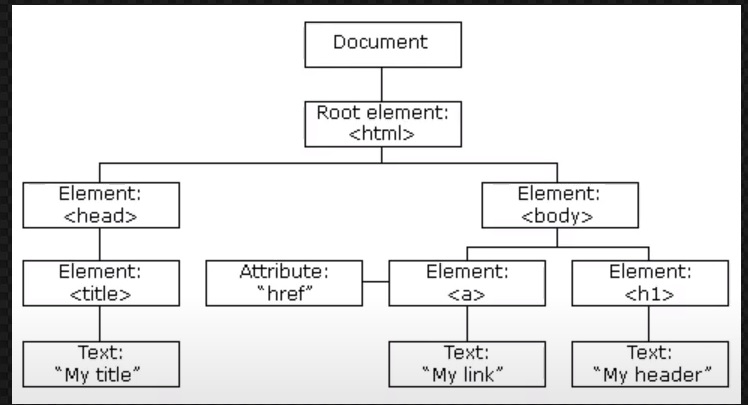 Document
Root element:
<html>
Element:
<head>
Element:
<body>
Element:
<title>
Attribute:
“href”
Element:
<a>
Element:
<h1>
Text:
“My title”
Text:
“My link”
Text:
“My header”